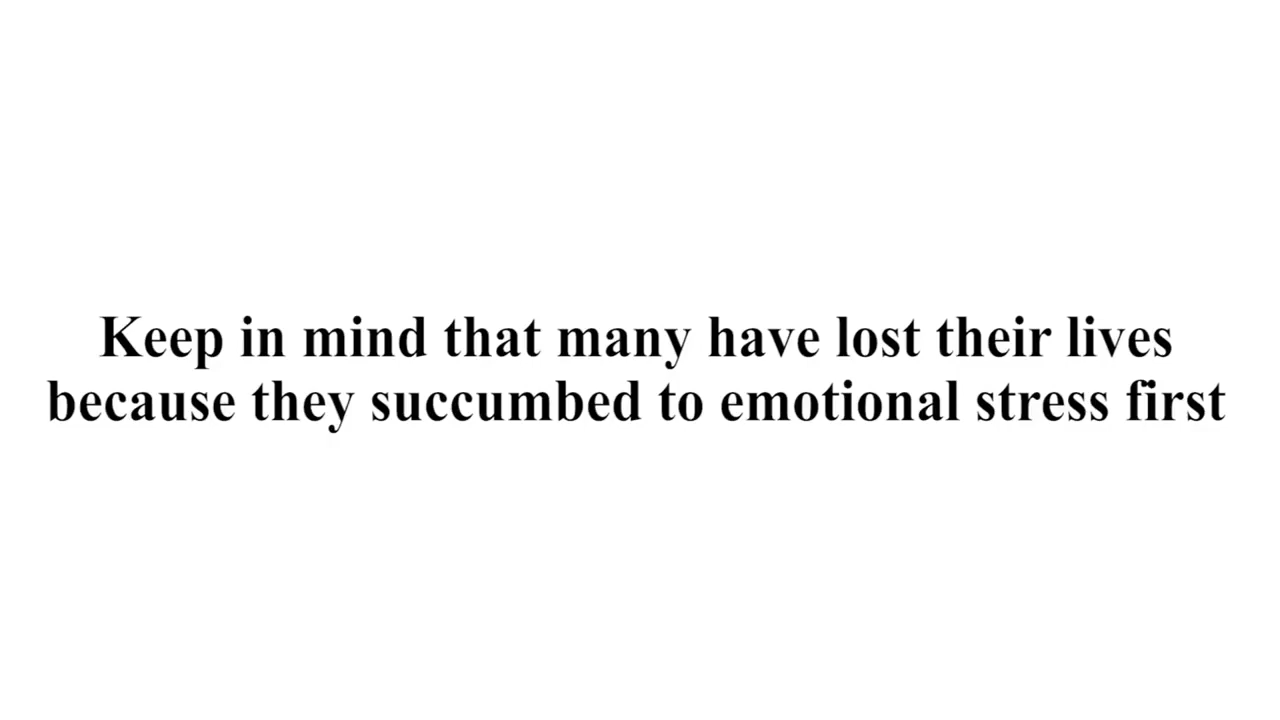 Keep in mind that many have lost their lives
because they succumbed to emotional stress first